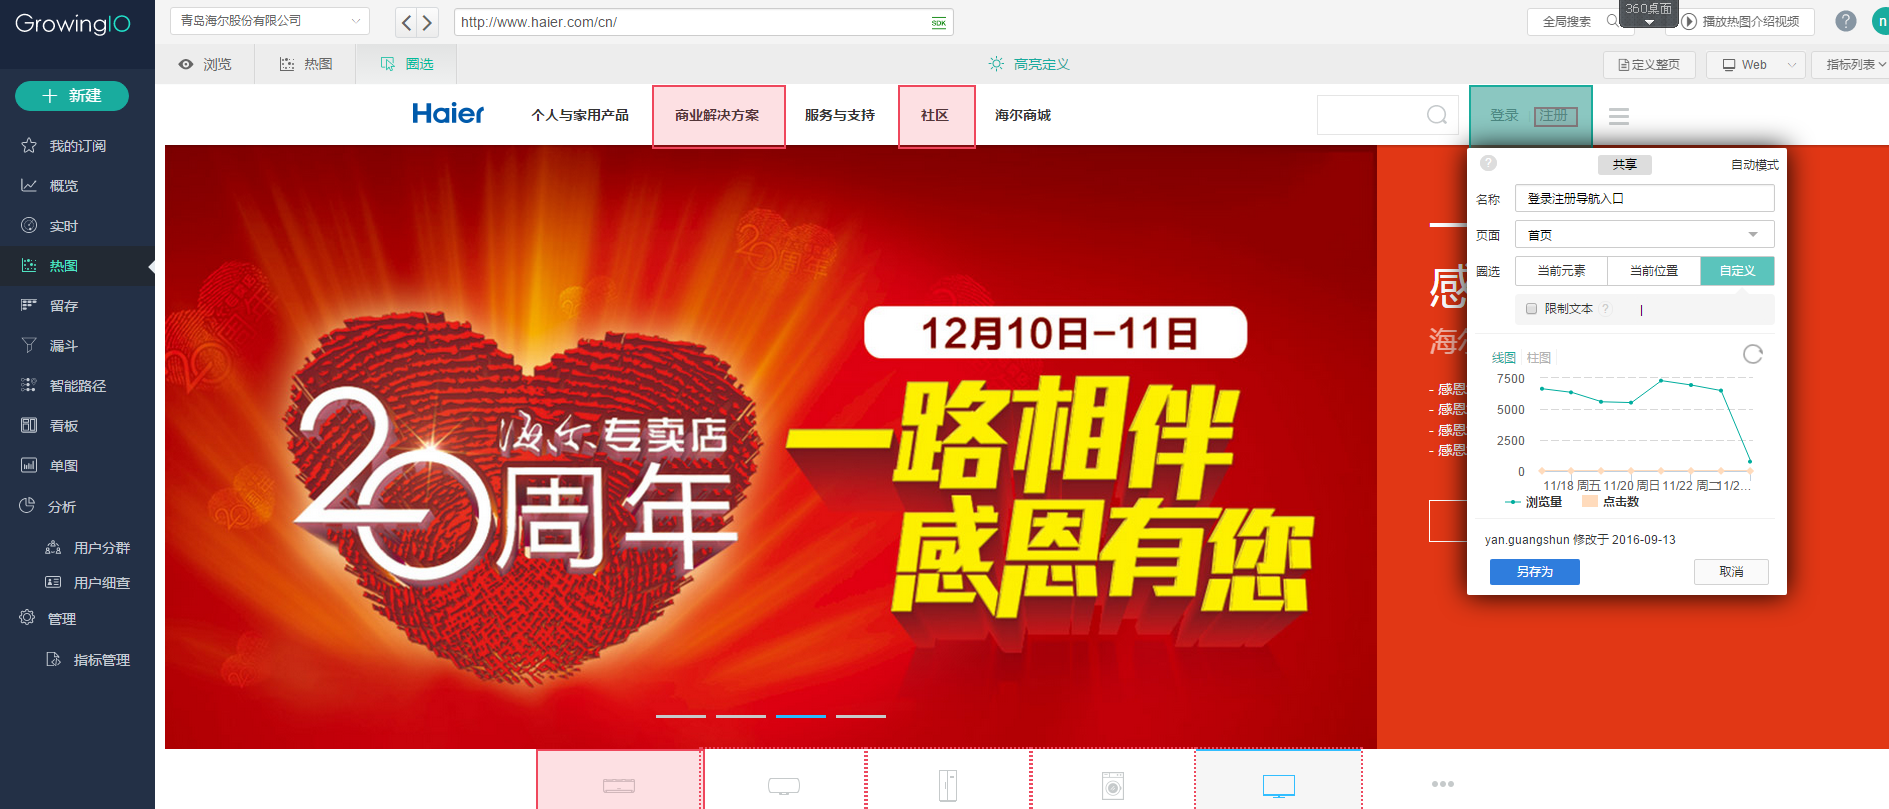 GrowingIO
青岛海尔股份有限公司
http://www.haier.com/cn/
SDK
全局搜索
360桌面
播放热图介绍视频
?
n
浏览
热图
圈选
高亮定义
定义整页
Web
指标列表
新建
我的订阅
概览
实时
热图
留存
漏斗
智能路径
看板
单图
分析
用户分群
用户细查
管理
指标管理
Haier
个人与家用产品
商业解决方案
服务与支持
社区
海尔商城
登录
注册
20周年
海尔专卖店
12月10日-11日
一路相伴
感恩有您
感
海尔
- 感恩
- 感恩
- 感恩
- 感恩
?
共享
自动模式
名称
登录注册导航入口
页面
首页
圈选
当前元素
当前位置
自定义
限制文本
?
线图
柱图
7500
5000
2500
0
11/18 周五 11/20 周日 11/22 周二11/2...
浏览量
点击数
yan.guangshun 修改于 2016-09-13
另存为
取消